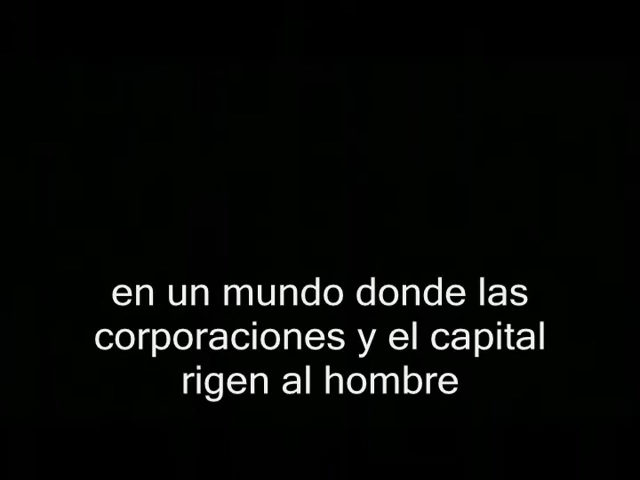 en un mundo donde las
corporaciones y el capital
rigen al hombre